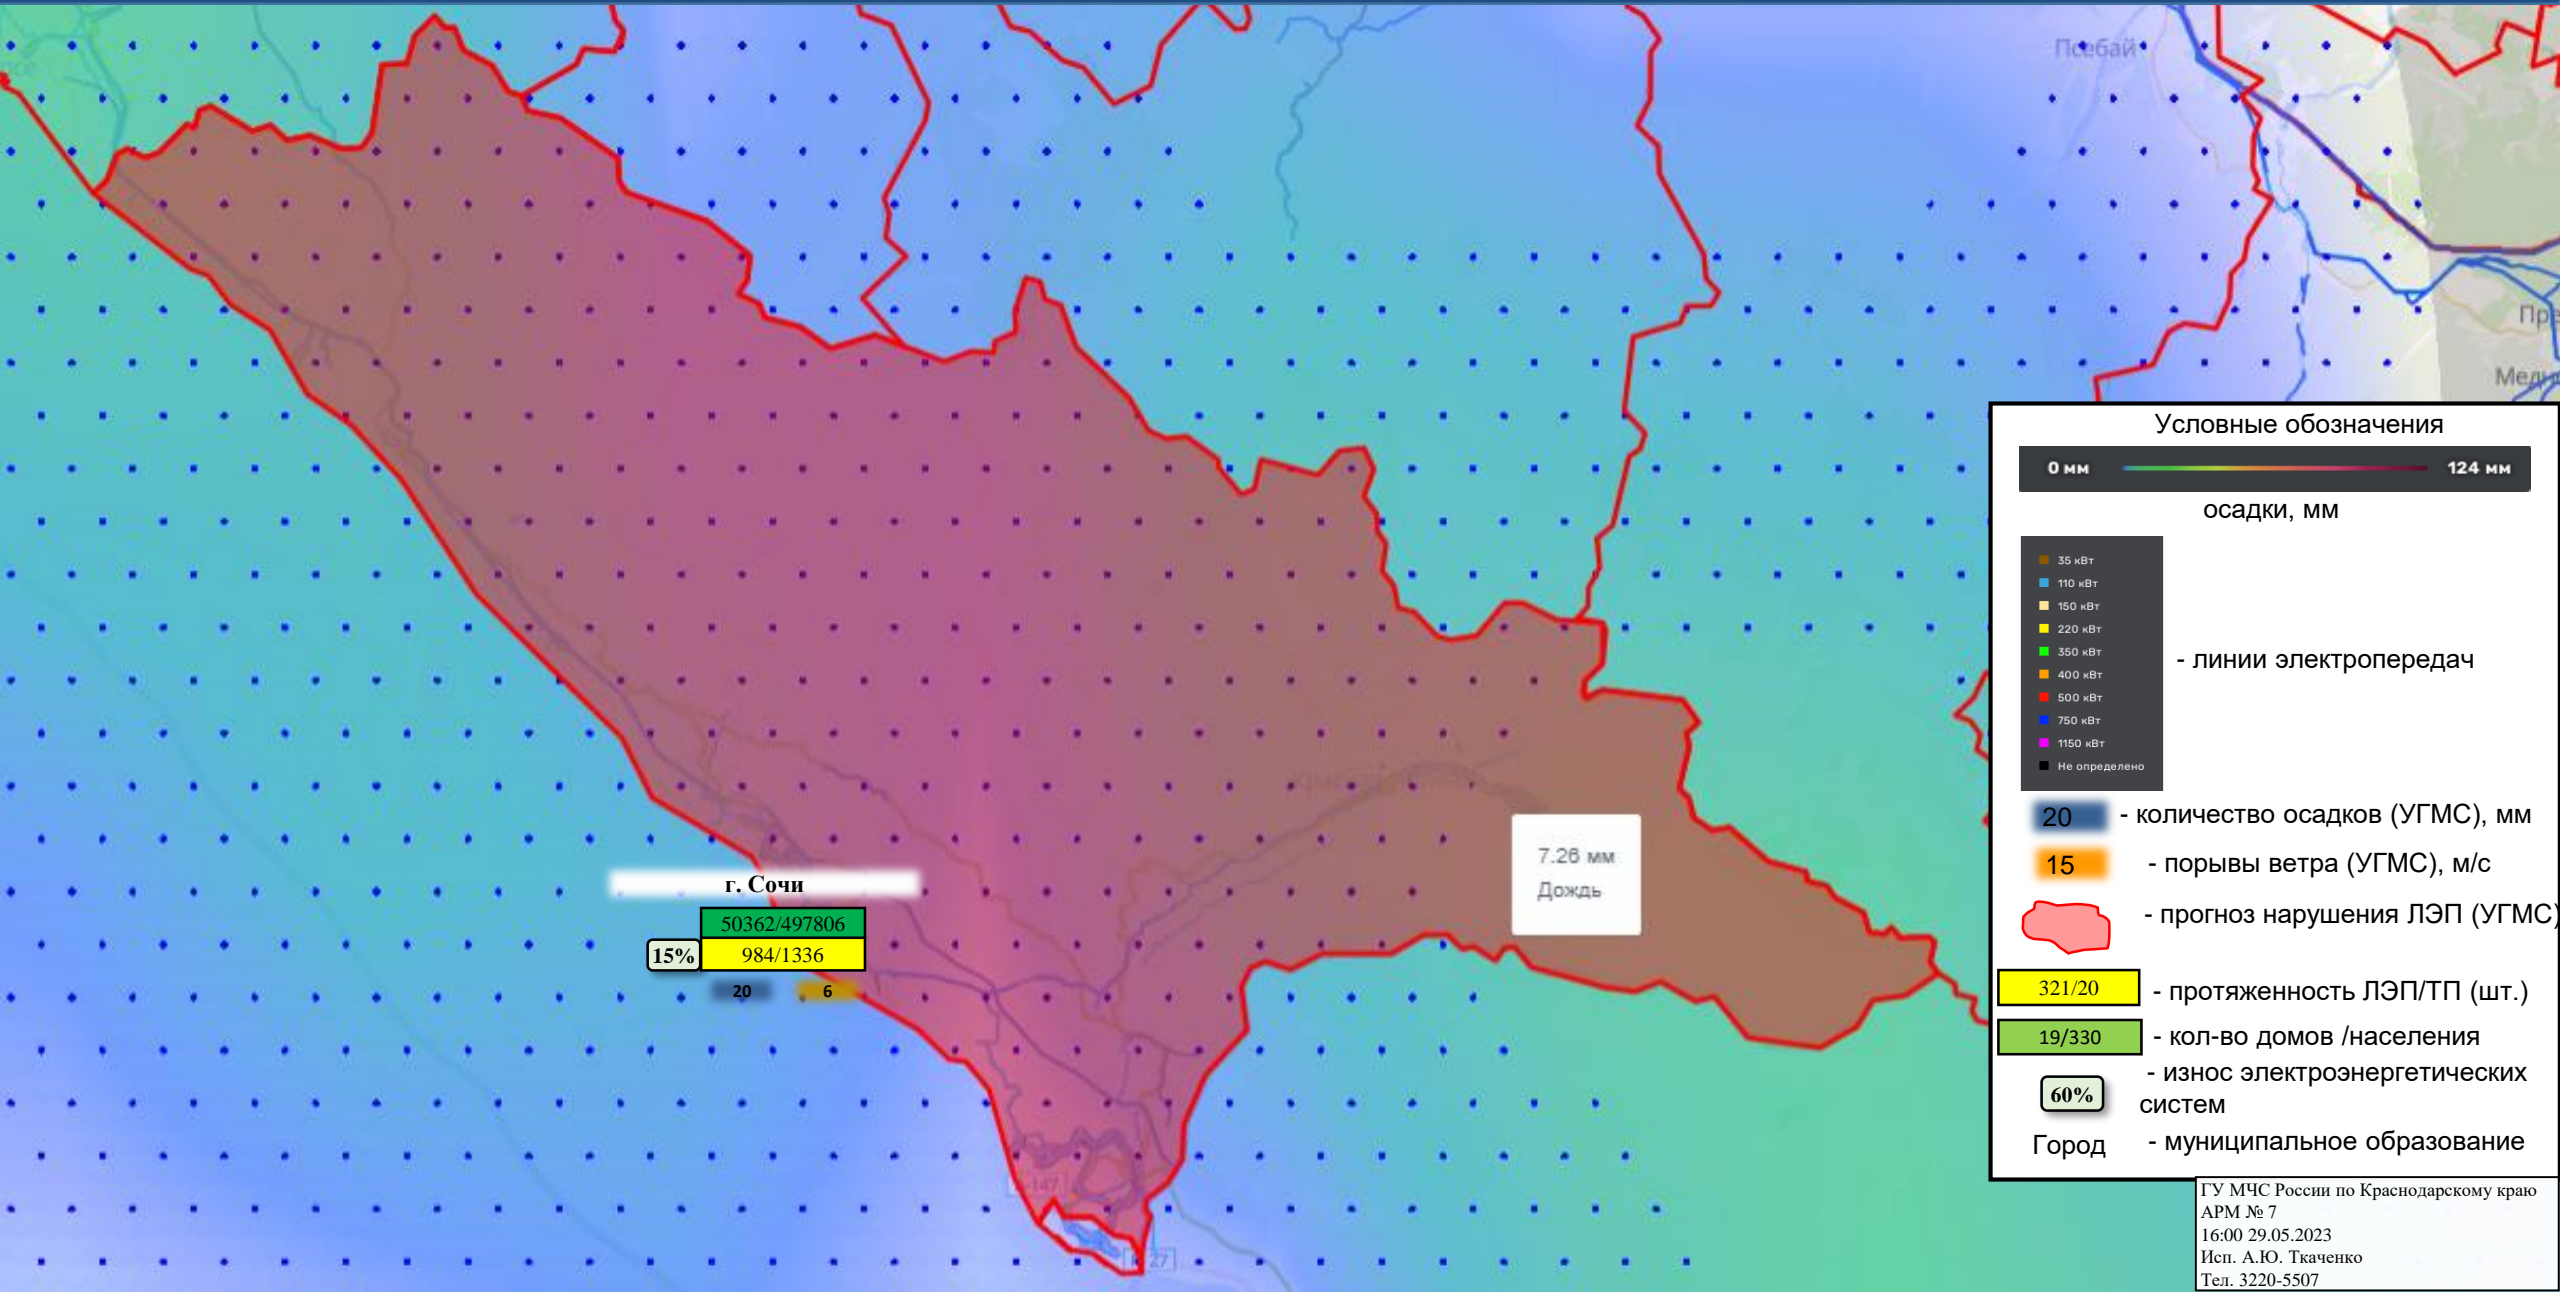 Псебай
Условные обозначения
0 мм 124 мм
осадки, мм
35 кВт
110 кВт
150 кВт
220 кВт
350 кВт
400 кВт
500 кВт
750 кВт
1150 кВт
Не определено
- линии электропередач
20 - количество осадков (УГМС), мм
15 - порывы ветра (УГМС), м/с
- прогноз нарушения ЛЭП (УГМС)
321/20 - протяженность ЛЭП/ТП (шт.)
19/330 - кол-во домов /населения
60% - износ электроэнергетических
систем
Город - муниципальное образование
7.26 мм
Дождь
г. Сочи
50362/497806
15% 984/1336
20 6
ГУ МЧС России по Краснодарскому краю
АРМ № 7
16:00 29.05.2023
Исп. А.Ю. Ткаченко
Тел. 3220-5507